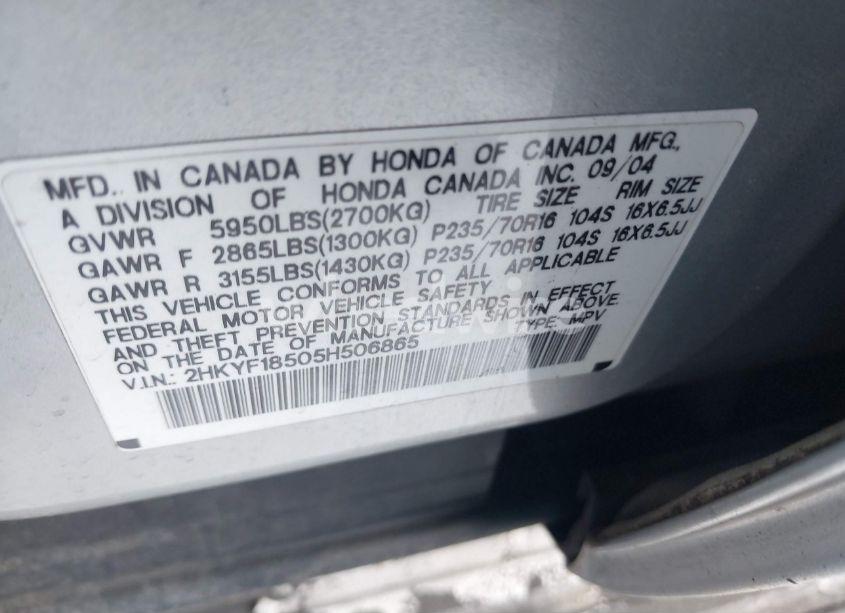 MFD. IN CANADA BY HONDA OF CANADA MFG.,
A DIVISION OF HONDA CANADA INC. 09/04
GVWR 5950LBS(2700KG) TIRE SIZE RIM SIZE
GAWR F 2865LBS(1300KG) P235/70R16 104S 16X6.5JJ
GAWR R 3155LBS(1430KG) P235/70R16 104S 16X6.5JJ
THIS VEHICLE CONFORMS TO ALL APPLICABLE
FEDERAL MOTOR VEHICLE SAFETY
AND THEFT PREVENTION STANDARDS IN EFFECT
ON THE DATE OF MANUFACTURE SHOWN ABOVE.
V.I.N.: 2HKYF18505H506865 TYPE MPV